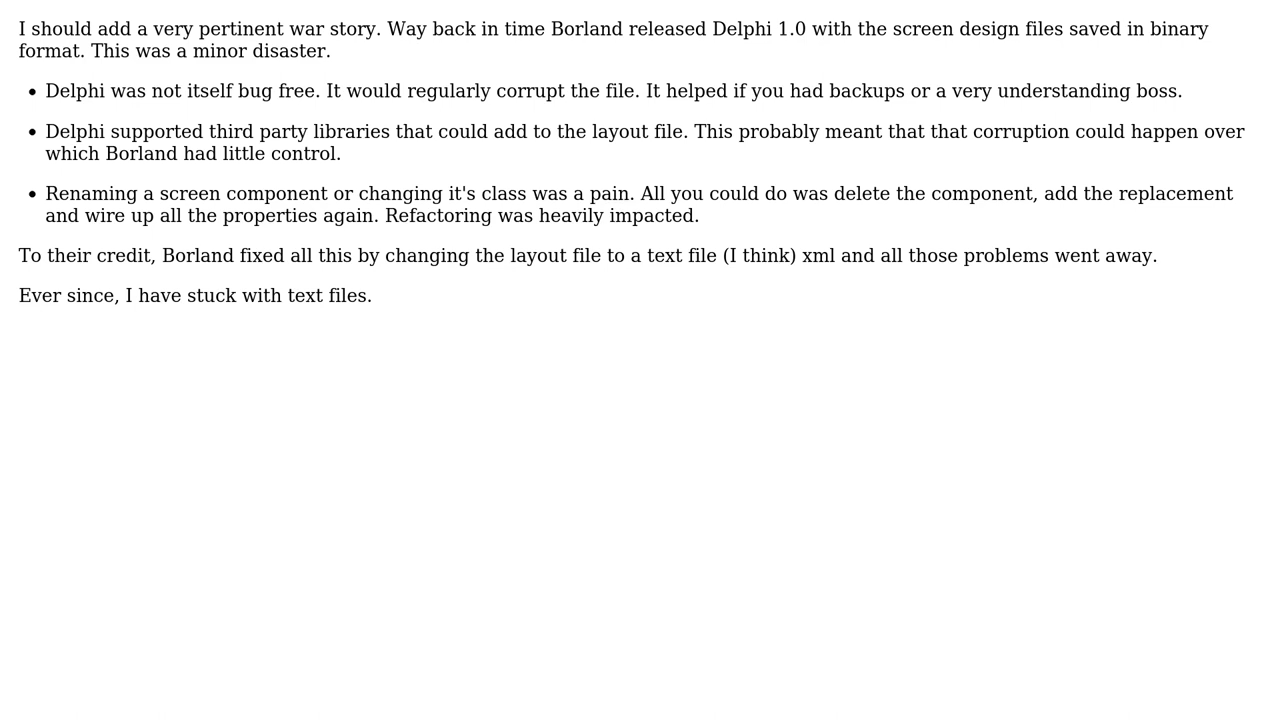 I should add a very pertinent war story. Way back in time Borland released Delphi 1.0 with the screen design files saved in binary
format. This was a minor disaster.
• Delphi was not itself bug free. It would regularly corrupt the file. It helped if you had backups or a very understanding boss.
• Delphi supported third party libraries that could add to the layout file. This probably meant that that corruption could happen over
which Borland had little control.
• Renaming a screen component or changing it's class was a pain. All you could do was delete the component, add the replacement
and wire up all the properties again. Refactoring was heavily impacted.
To their credit, Borland fixed all this by changing the layout file to a text file (I think) xml and all those problems went away.
Ever since, I have stuck with text files.